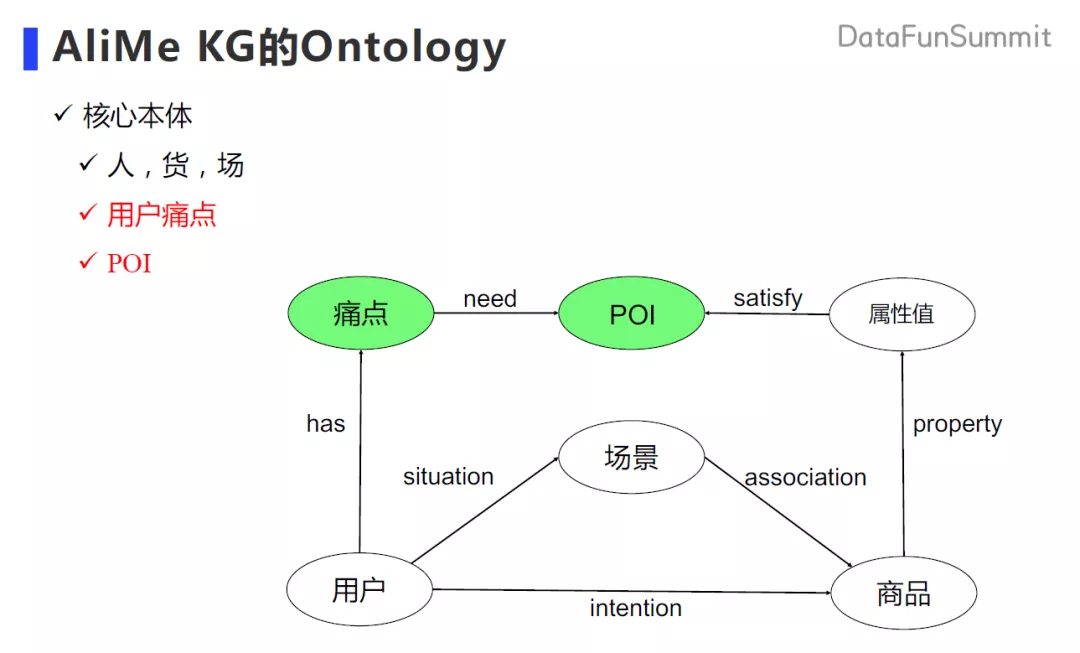 AliMe KG的Ontology
DataFunSummit
核心本体
人，货，场
用户痛点
POI
痛点
need
POI
satisfy
属性值
has
situation
场景
association
property
用户
intention
商品